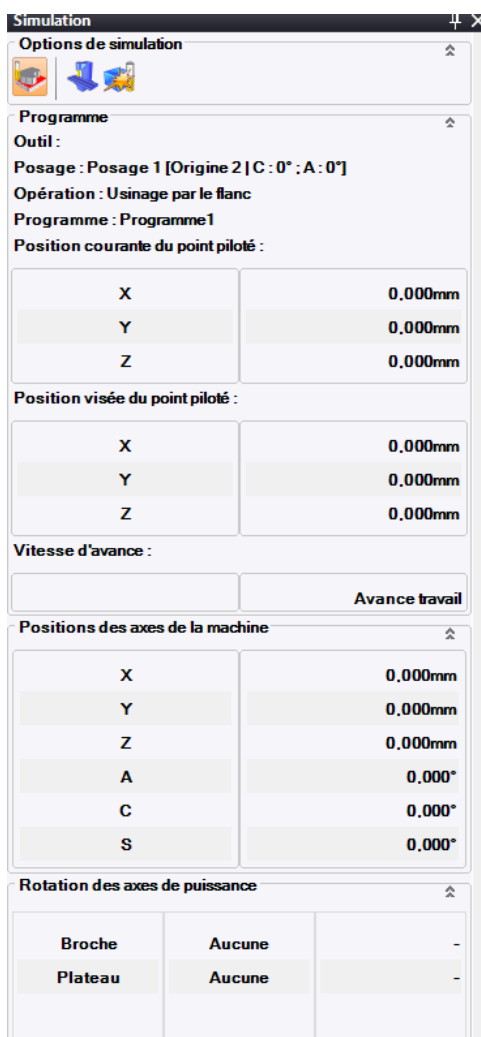 Simulation
Options de simulation
Programme
Outil :
Posage : Posage 1 [Origine 2 | C : 0° ; A : 0°]
Opération : Usinage par le flanc
Programme : Programme1
Position courante du point piloté :
X 0,000mm
Y 0,000mm
Z 0,000mm
Position visée du point piloté :
X 0,000mm
Y 0,000mm
Z 0,000mm
Vitesse d'avance :
Avance travail
Positions des axes de la machine
X 0,000mm
Y 0,000mm
Z 0,000mm
A 0,000°
C 0,000°
S 0,000°
Rotation des axes de puissance
Broche Aucune -
Plateau Aucune -